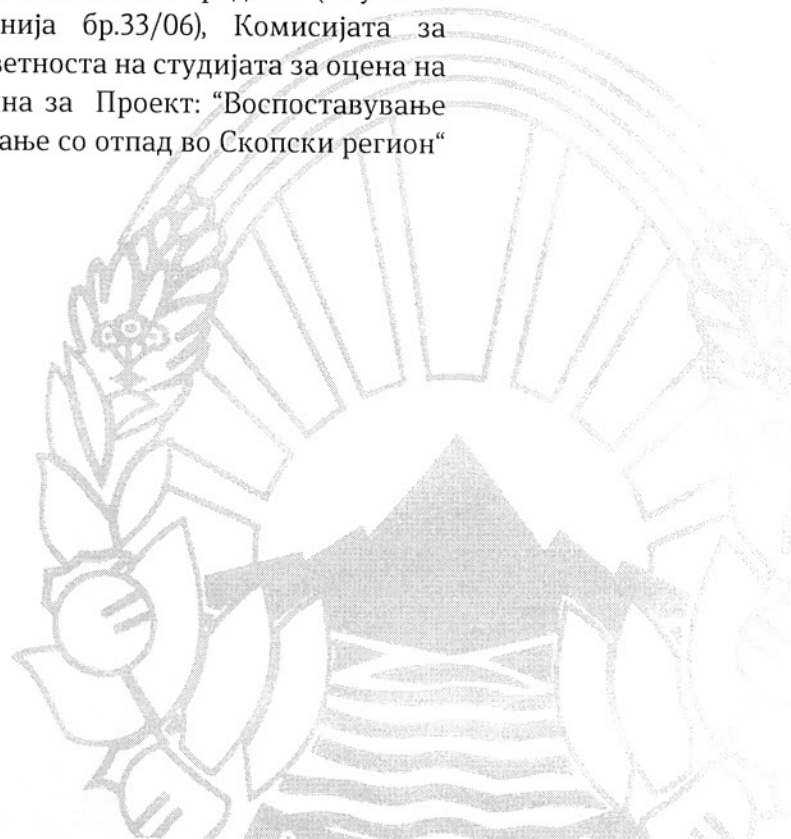 нија бр.33/06), Комисијата за
ветноста на студијата за оцена на
на за Проект: “Воспоставување
ање со отпад во Скопски регион“